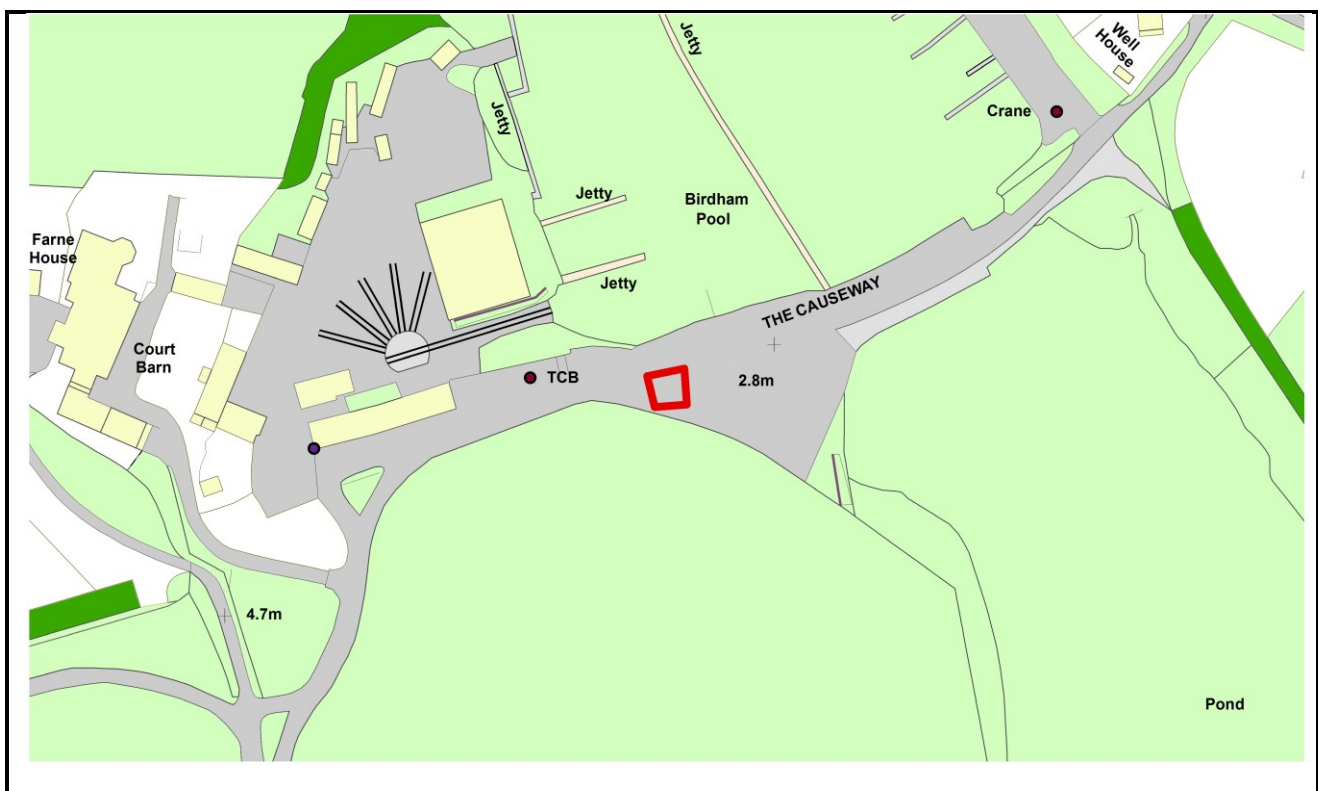 Jetty
Well
House
Crane
Jetty
Jetty
Birdham
Pool
Farne
House
Jetty
THE CAUSEWAY
Court
Barn
TCB
2.8m
4.7m
Pond